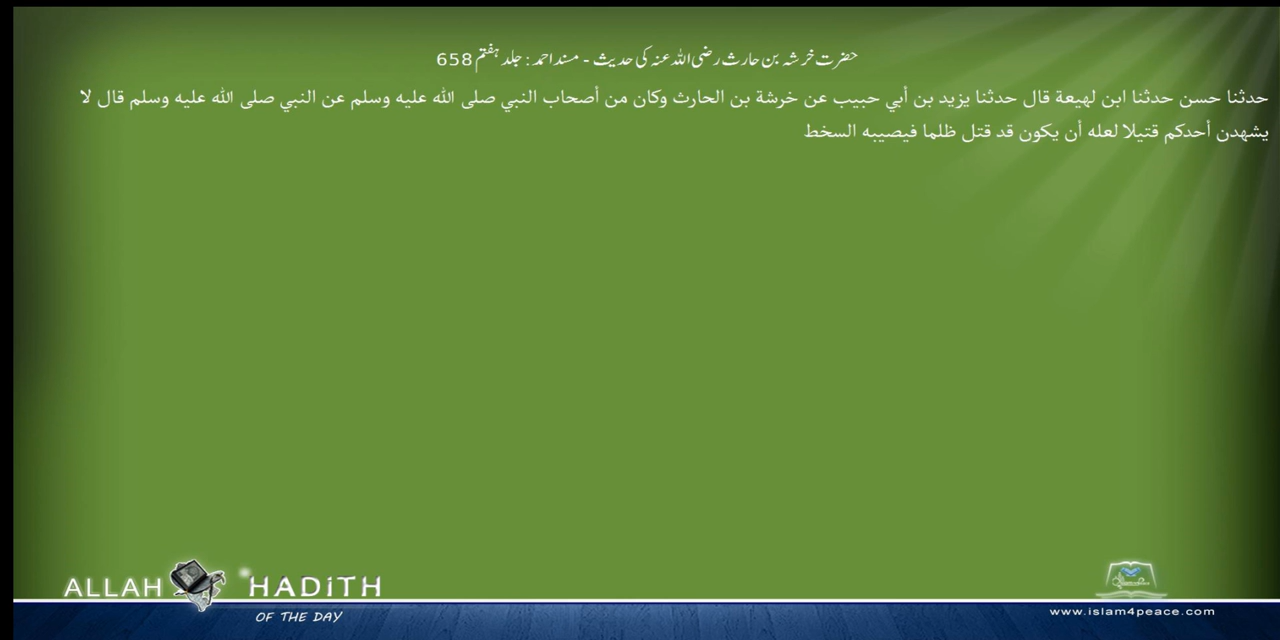 حضرت خرشہ بن حارث رضی اللہ عنہ کی حدیث - مسند احمد : جلد ہفتم 658
حدثنا حسن حدثنا ابن لهيعة قال حدثنا يزيد بن أبي حبيب عن خرشة بن الحارث وكان من أصحاب النبي صلى الله عليه وسلم عن النبي صلى الله عليه وسلم قال لا
يشهدن أحدكم قتيلا لعله أن يكون قد قتل ظلما فيصيبه السخط
ALLAH HADiTH
OF THE DAY
www.islam4peace.com